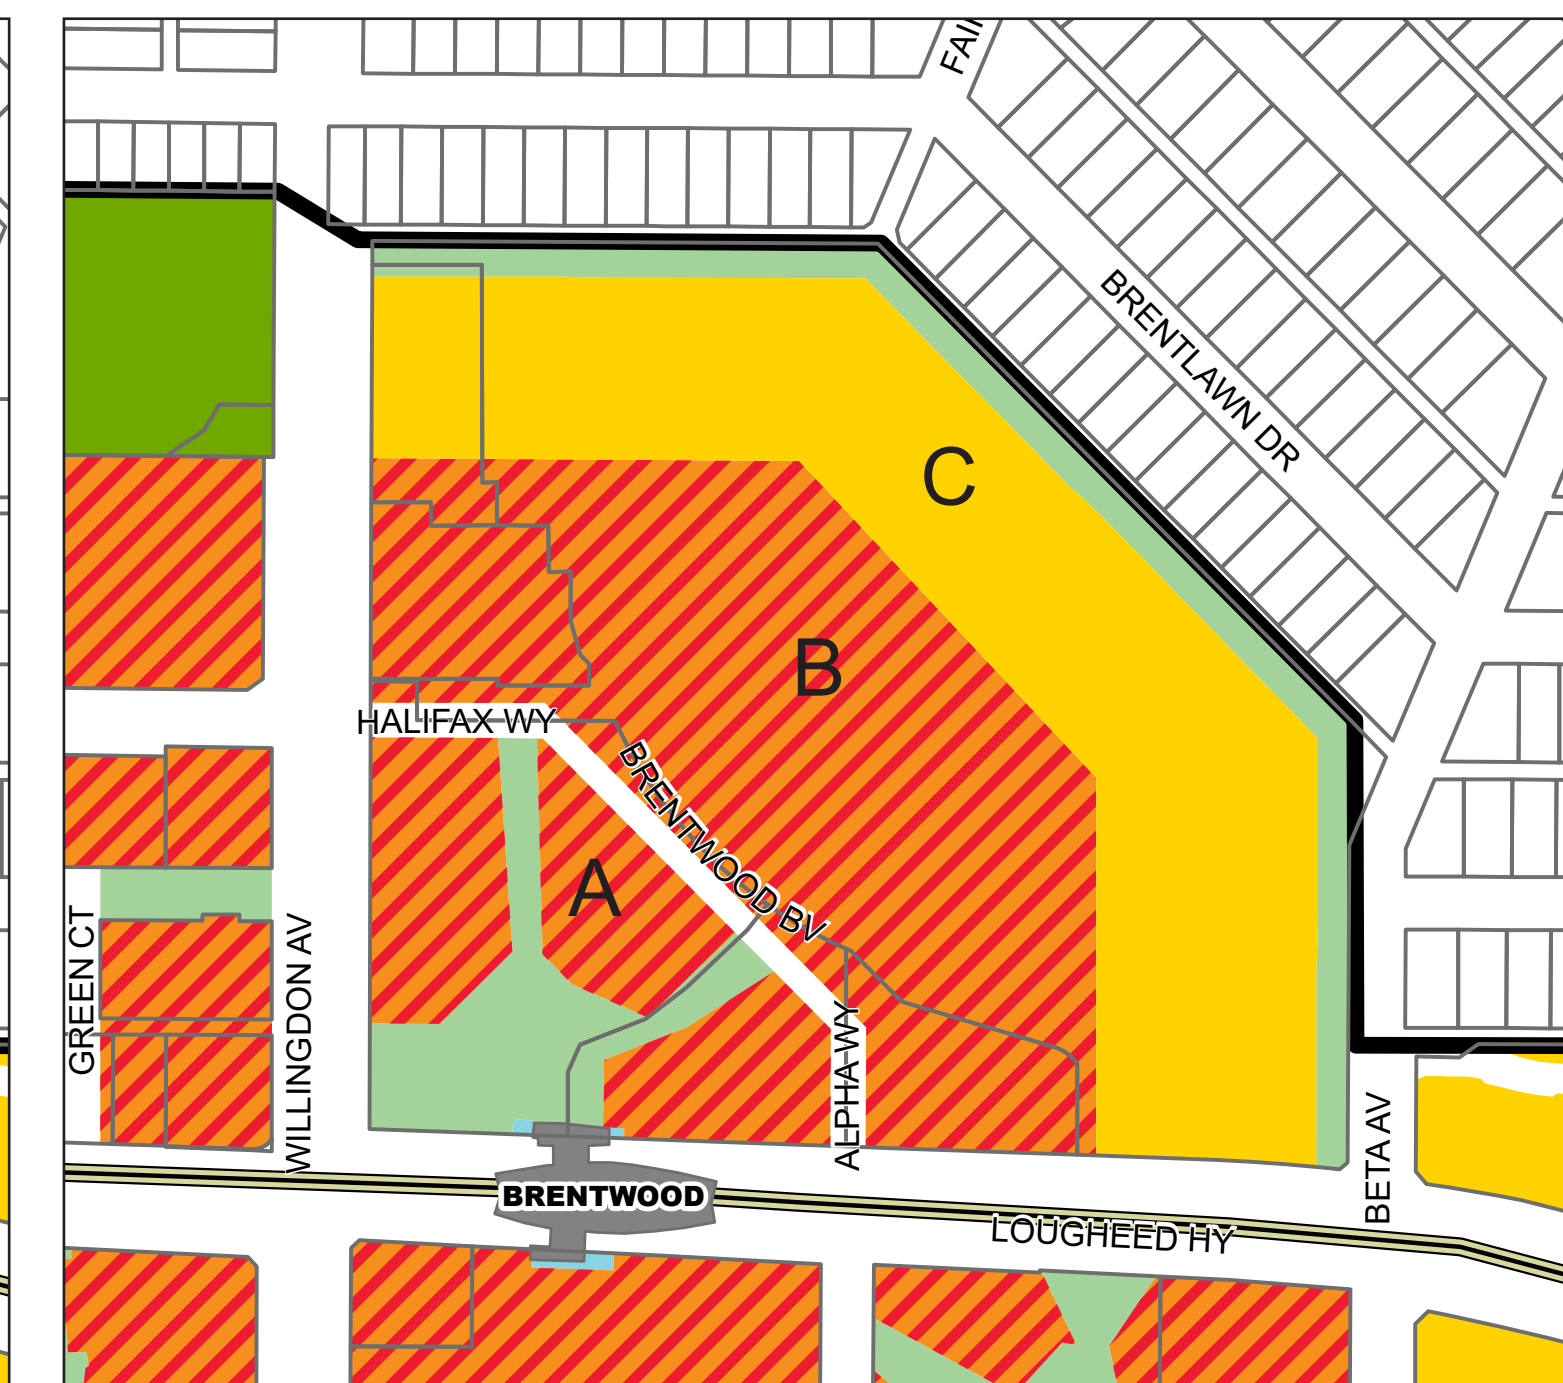 FAI
BRENTLAWN DR
C
B
HALIFAX WY
BRENTWOOD BV
A
GREEN CT
WILLINGDON AV
ALPHA WY
BETA AV
BRENTWOOD
LOUGHEED HY